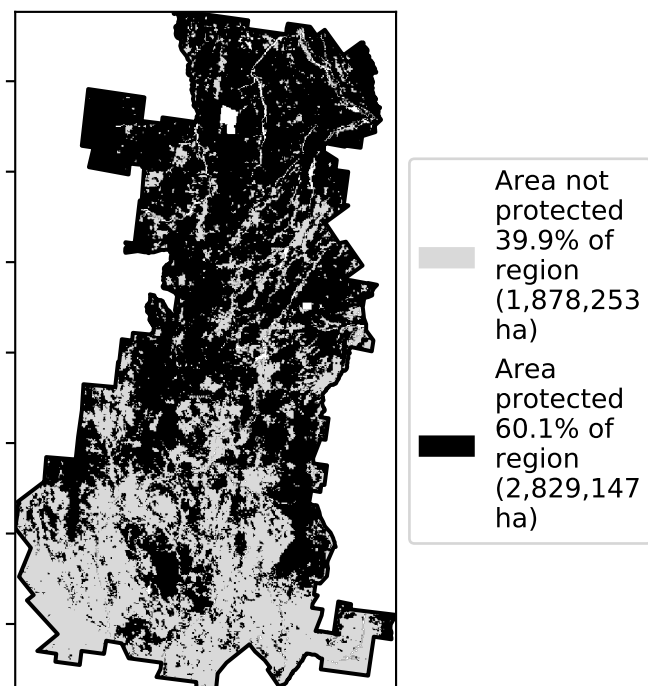 Area not
protected
39.9% of
region
(1,878,253
ha)
Area
protected
60.1% of
region
(2,829,147
ha)